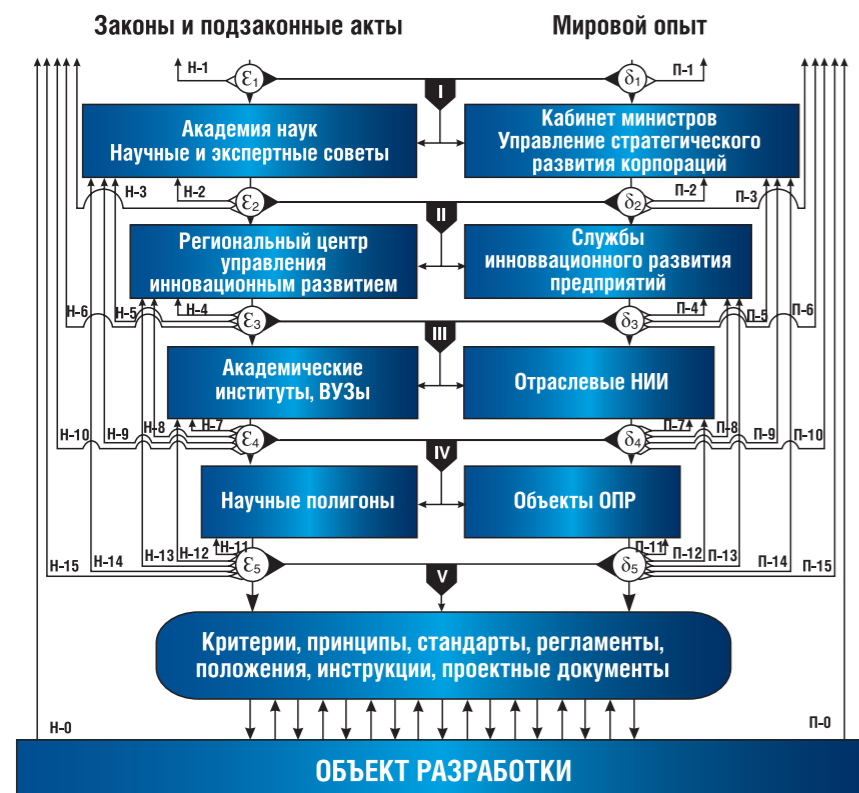 Законы и подзаконные акты
Мировой опыт
Н-1
ε1
δ1
П-1
I
Академия наук
Научные и экспертные советы
Кабинет министров
Управление стратегического
развития корпораций
Н-3
Н-2
ε2
δ2
П-2
П-3
II
Региональный центр
управления
инновационным развитием
Службы
инноввационного развития
предприятий
Н-6
Н-5
Н-4
ε3
δ3
П-4
П-5
П-6
III
Академические
институты, ВУЗы
Отраслевые НИИ
Н-10
Н-9
Н-8
Н-7
ε4
δ4
П-7
П-8
П-9
П-10
IV
Научные полигоны
Объекты ОПР
Н-15
Н-14
Н-13
Н-12
Н-11
ε5
δ5
П-11
П-12
П-13
П-14
П-15
V
Критерии, принципы, стандарты, регламенты,
положения, инструкции, проектные документы
Н-0
П-0
ОБЪЕКТ РАЗРАБОТКИ